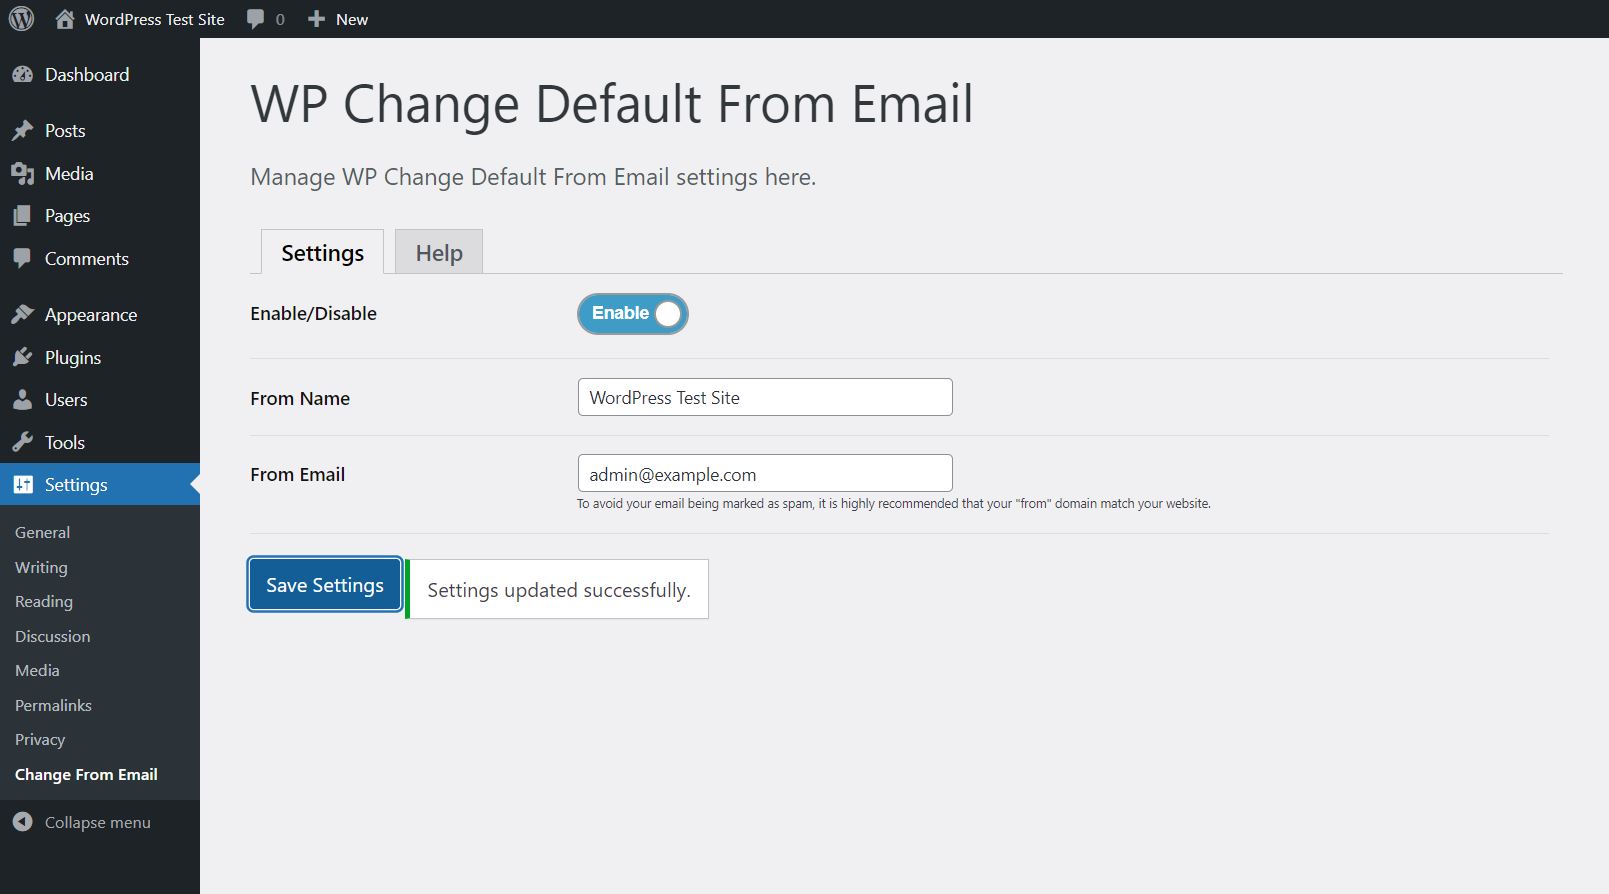 WordPress Test Site 0 New
Dashboard
Posts
Media
Pages
Comments
Appearance
Plugins
Users
Tools
Settings
General
Writing
Reading
Discussion
Media
Permalinks
Privacy
Change From Email
Collapse menu
WP Change Default From Email
Manage WP Change Default From Email settings here.
Settings Help
Enable/Disable Enable
From Name WordPress Test Site
From Email admin@example.com
To avoid your email being marked as spam, it is highly recommended that your "from" domain match your website.
Save Settings Settings updated successfully.